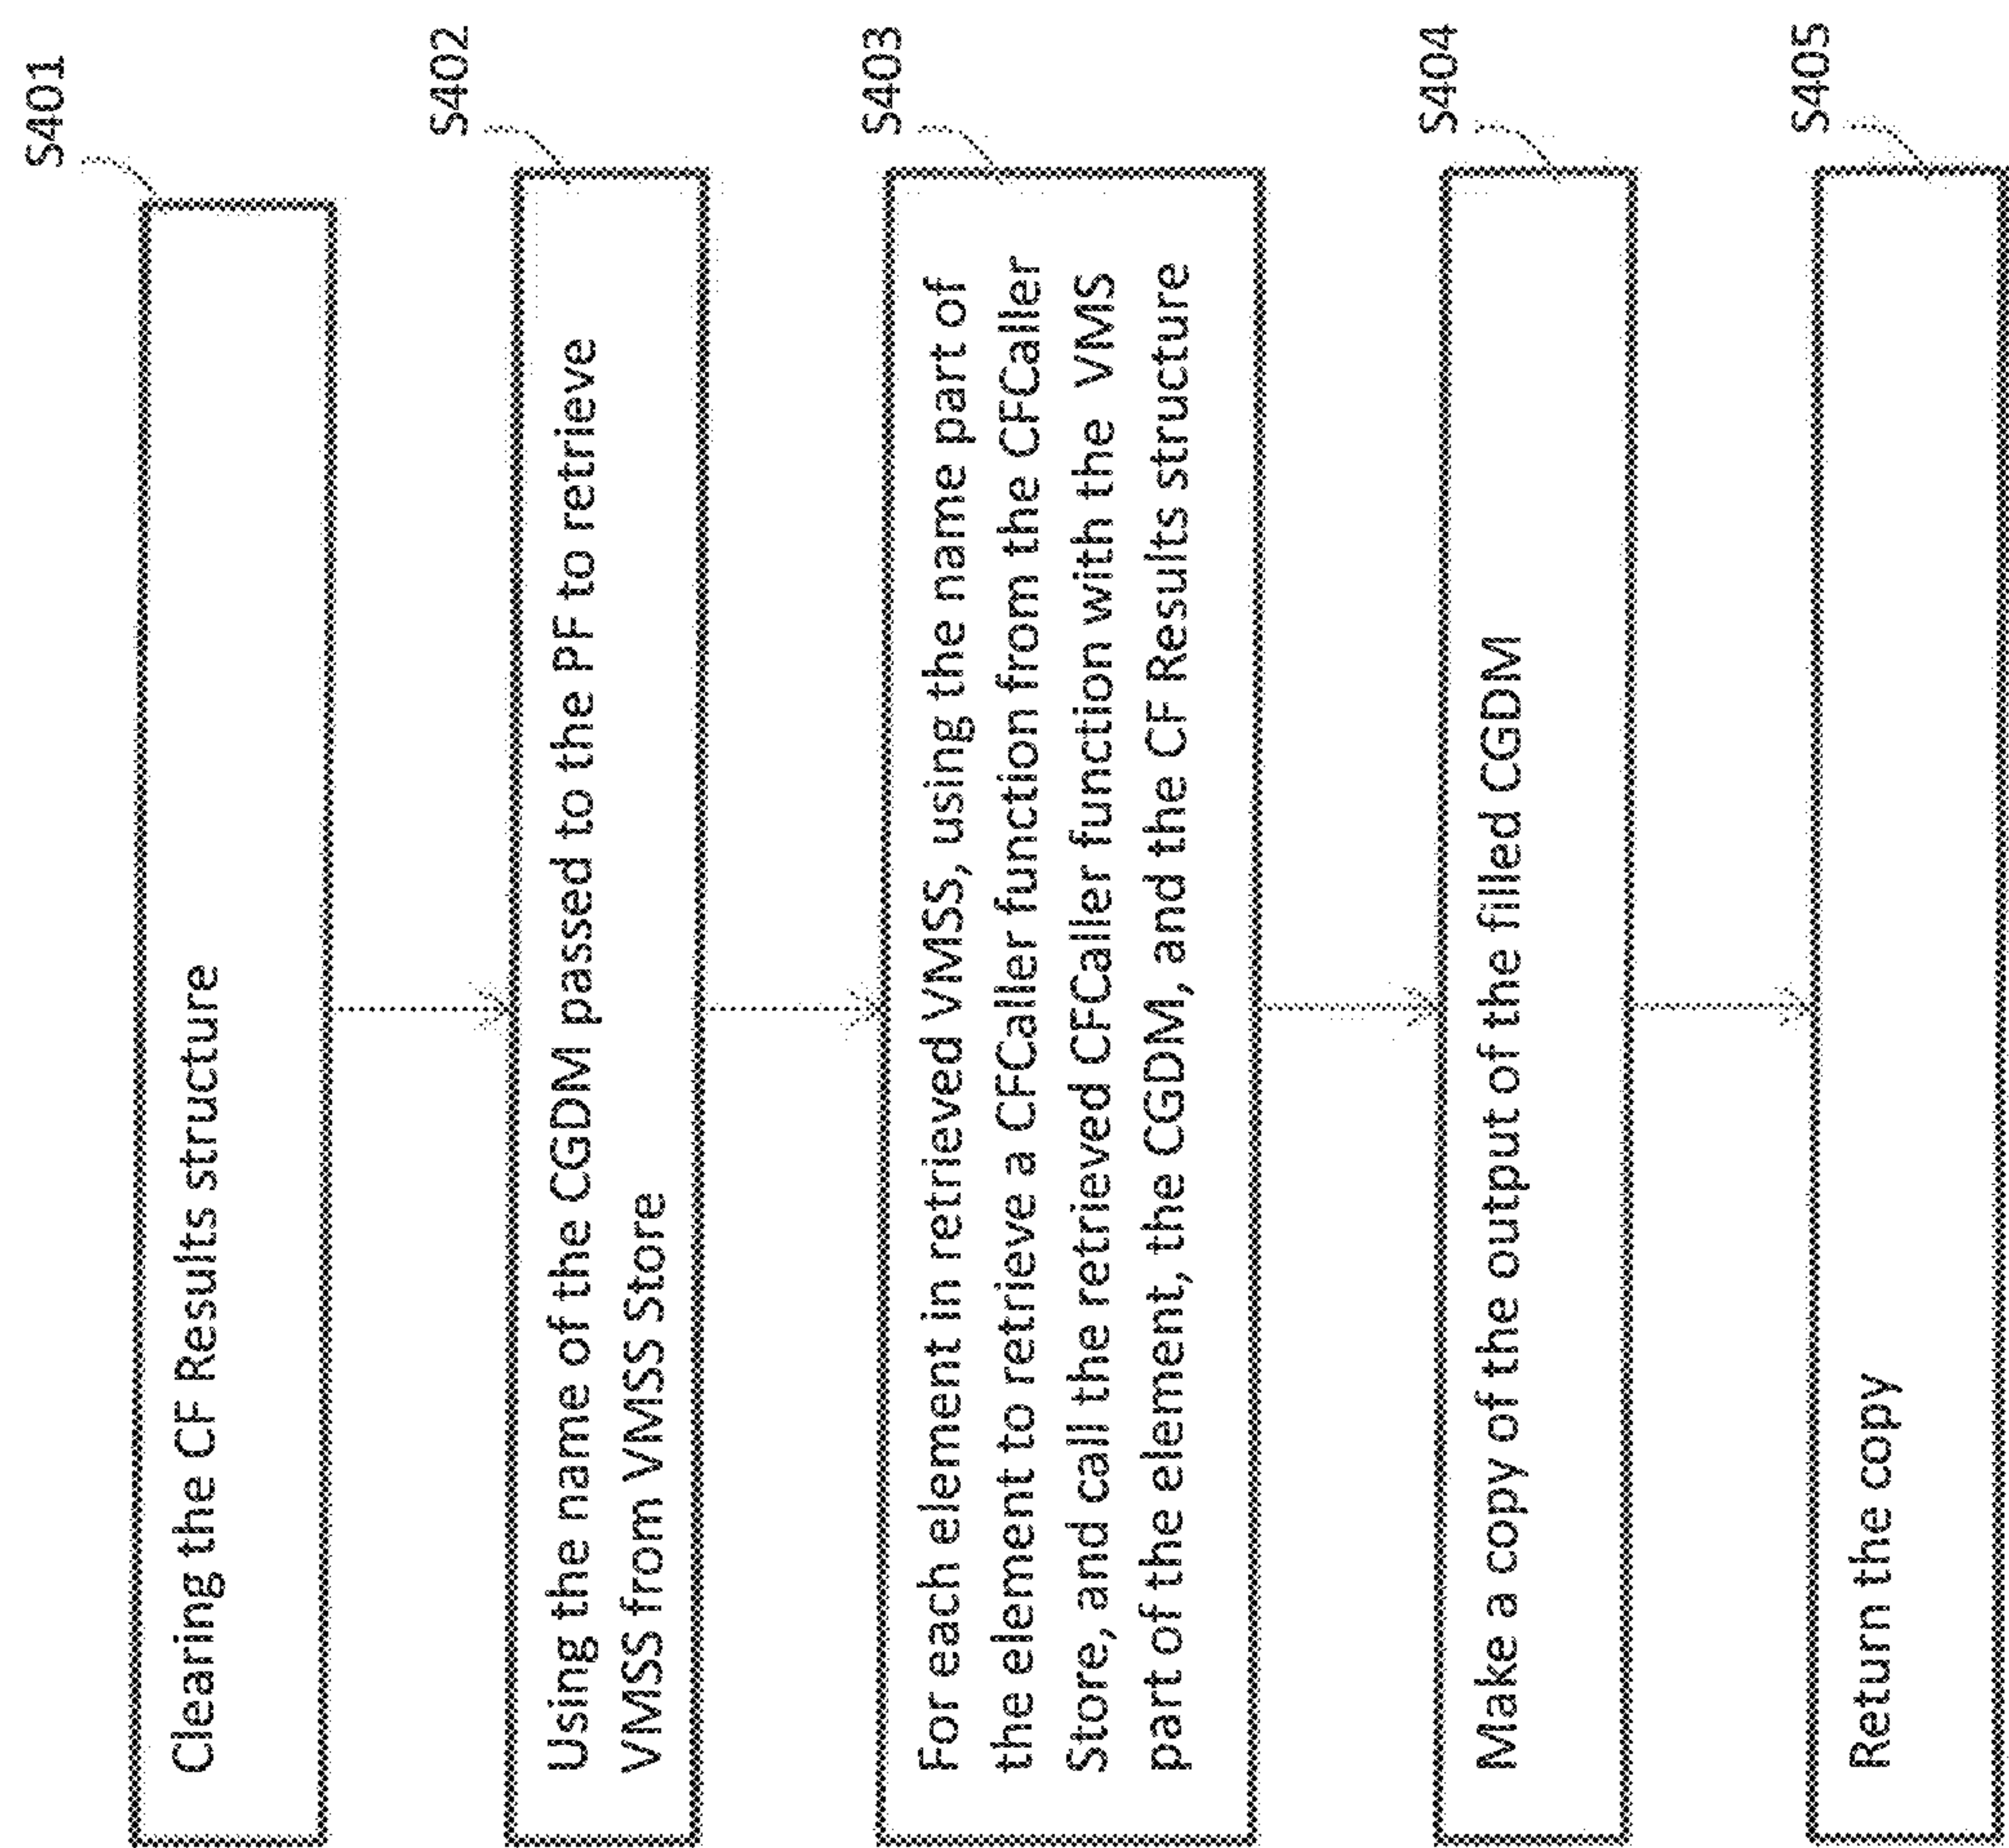 S401
Clearing the CF Results structure
S402
Using the name of the CGDM passed to the PF to retrieve
VMSS from VMSS Store
S403
For each element in retrieved VMSS, using the name part of
the element to retrieve a CFCaller function from the CFCaller
Store, and call the retrieved CFCaller function with the VMS
part of the element, the CGDM, and the CF Results structure
S404
Make a copy of the output of the filled CGDM
S405
Return the copy